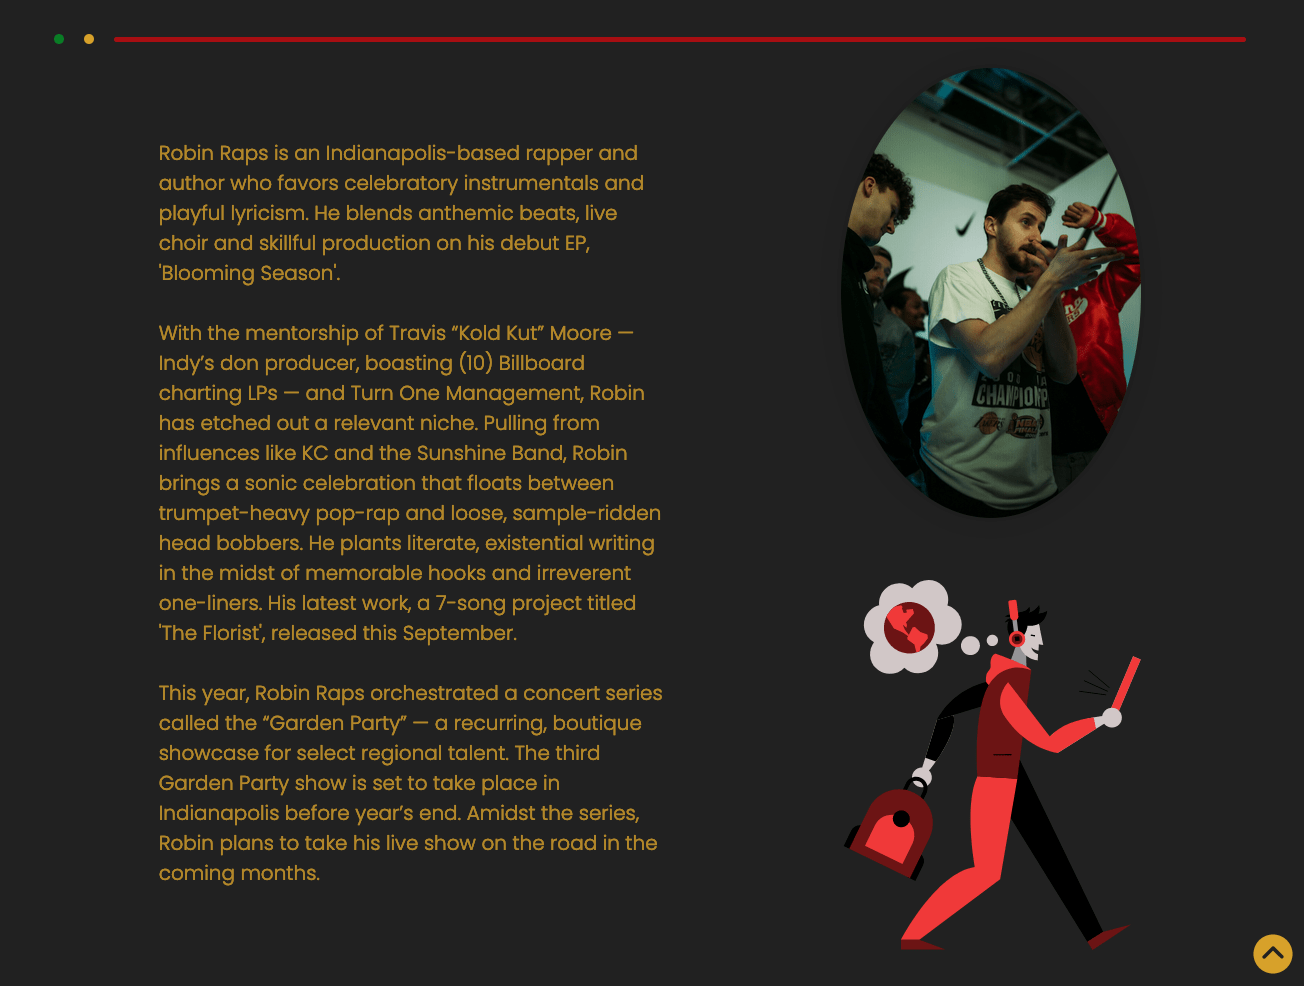 Robin Raps is an Indianapolis-based rapper and
author who favors celebratory instrumentals and
playful lyricism. He blends anthemic beats, live
choir and skillful production on his debut EP,
'Blooming Season'.
With the mentorship of Travis “Kold Kut” Moore —
Indy’s don producer, boasting (10) Billboard
charting LPs — and Turn One Management, Robin
has etched out a relevant niche. Pulling from
influences like KC and the Sunshine Band, Robin
brings a sonic celebration that floats between
trumpet-heavy pop-rap and loose, sample-ridden
head bobbers. He plants literate, existential writing
in the midst of memorable hooks and irreverent
one-liners. His latest work, a 7-song project titled
'The Florist', released this September.
This year, Robin Raps orchestrated a concert series
called the “Garden Party” — a recurring, boutique
showcase for select regional talent. The third
Garden Party show is set to take place in
Indianapolis before year’s end. Amidst the series,
Robin plans to take his live show on the road in the
coming months.